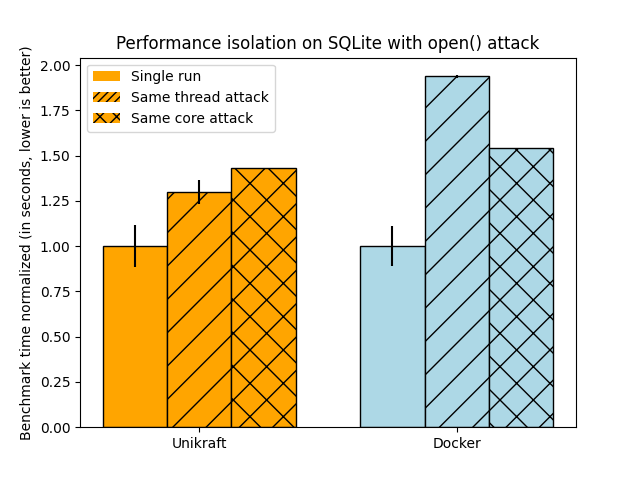 Performance isolation on SQLite with open() attack
Benchmark time normalized (in seconds, lower is better)
2.00
1.75
1.50
1.25
1.00
0.75
0.50
0.25
0.00
Single run
Same thread attack
Same core attack
Unikraft
Docker